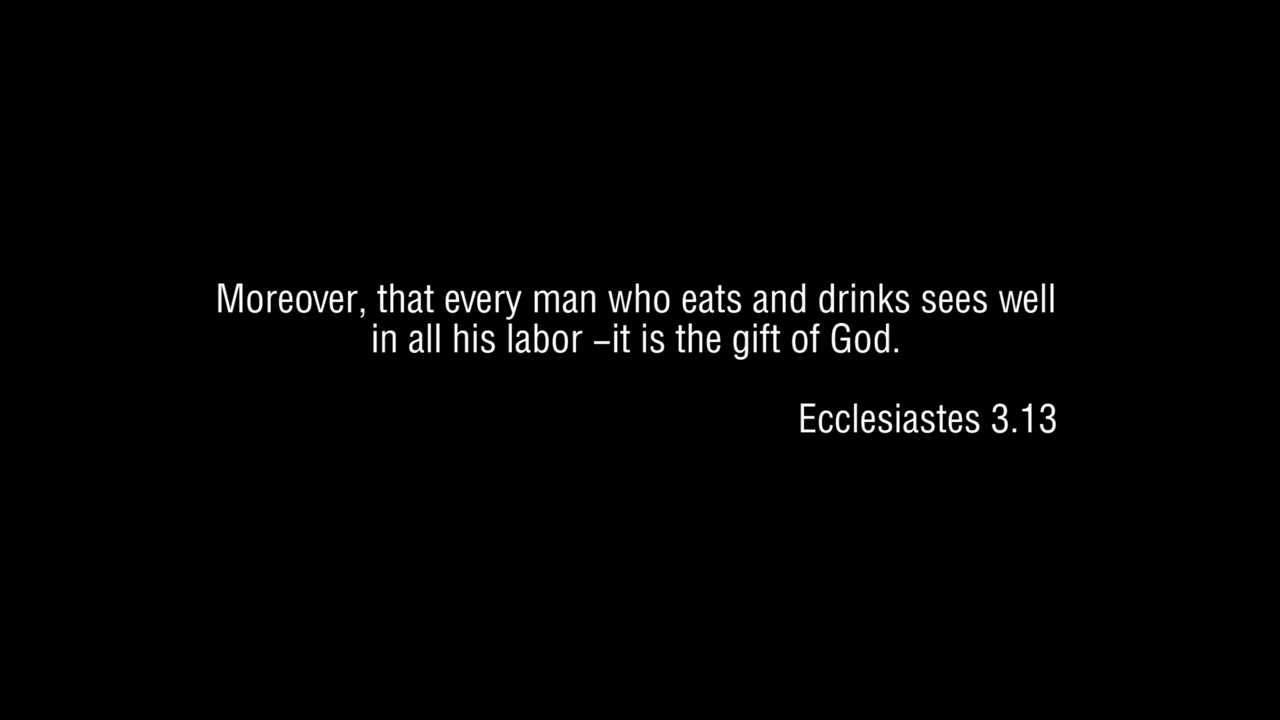 Moreover, that every man who eats and drinks sees well
in all his labor –it is the gift of God.
Ecclesiastes 3.13